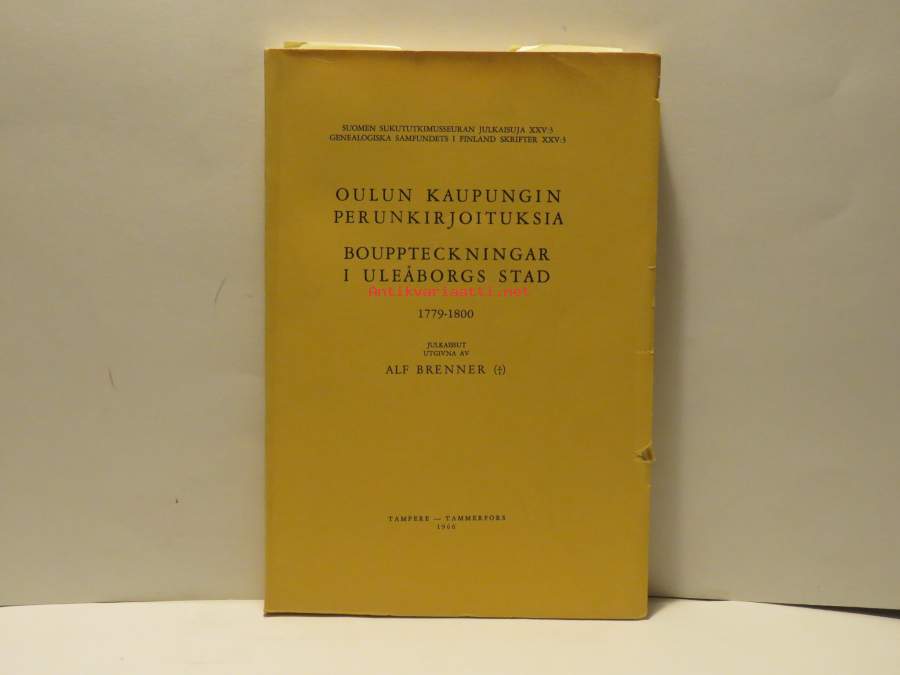 SUOMEN SUKUTUTKIMUSSEURAN JULKAISUJA XXV:3
GENEALOGISKA SAMFUNDETS I FINLAND SKRIFTER XXV:3
OULUN KAUPUNGIN
PERUNKIRJOITUKSIA
BOUPPTECKNINGAR
I ULEÅBORGS STAD
Antikvariaatti.net
1779-1800
JULKAISSUT
UTGIVNA AV
ALF BRENNER (†)
TAMPERE — TAMMERFORS
1966